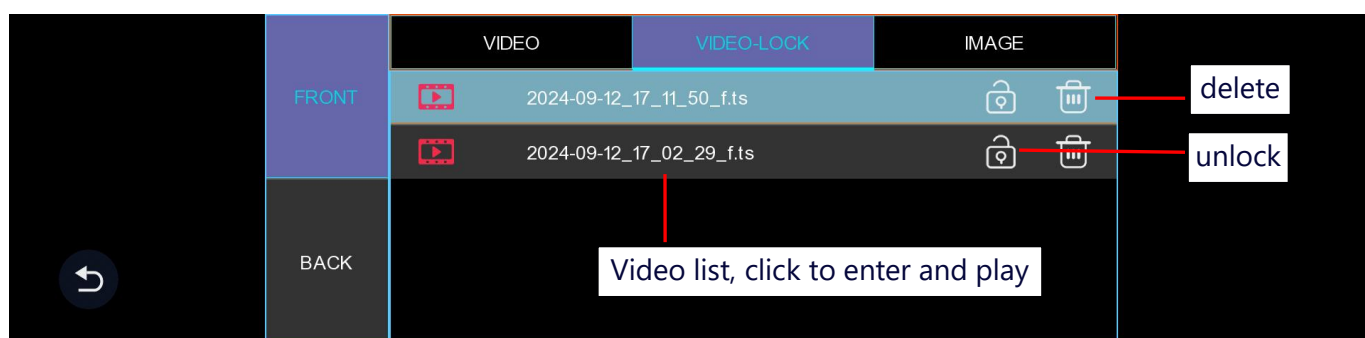 VIDEO VIDEO-LOCK IMAGE
FRONT
2024-09-12_17_11_50_f.ts
delete
2024-09-12_17_02_29_f.ts
unlock
BACK
Video list, click to enter and play